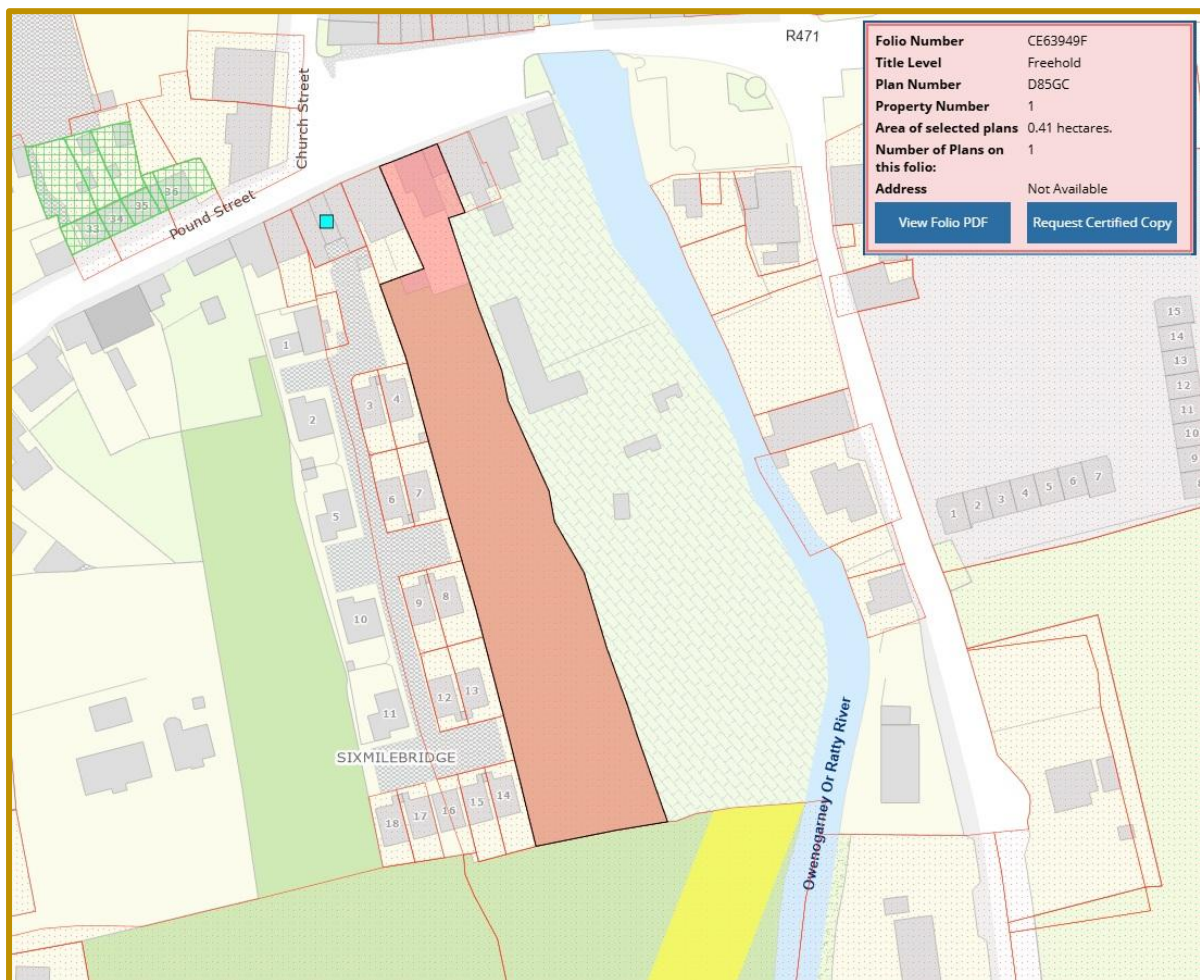 R471
Folio Number CE63949F
Title Level Freehold
Plan Number D85GC
Property Number 1
Area of selected plans 0.41 hectares.
Number of Plans on 1
this folio:
Address Not Available
View Folio PDF Request Certified Copy
Church Street
Pound Street
36
35
34
33
1
2
3
4
5
6
7
8
9
10
11
12
13
14
15
16
17
18
SIXMILEBRIDGE
Owenogarney Or Ratty River
1
2
3
4
5
6
7
15
14
13
12
11
10
9